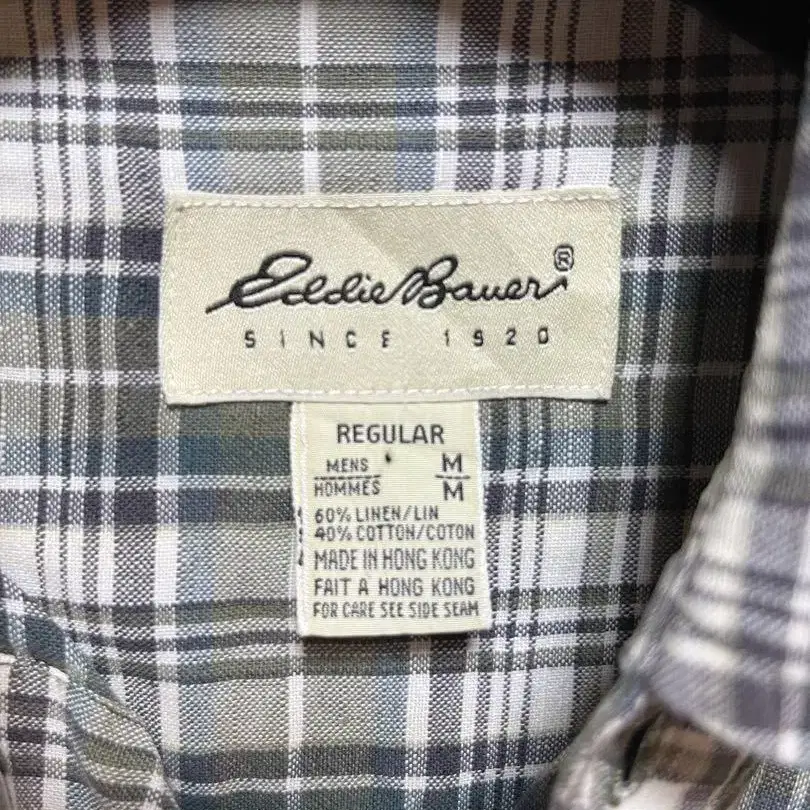 Eddie Bauer®
SINCE 1920
REGULAR
MENS M
HOMMES M
60% LINEN/LIN
40% COTTON/COTON
MADE IN HONG KONG
FAIT A HONG KONG
FOR CARE SEE SIDE SEAM